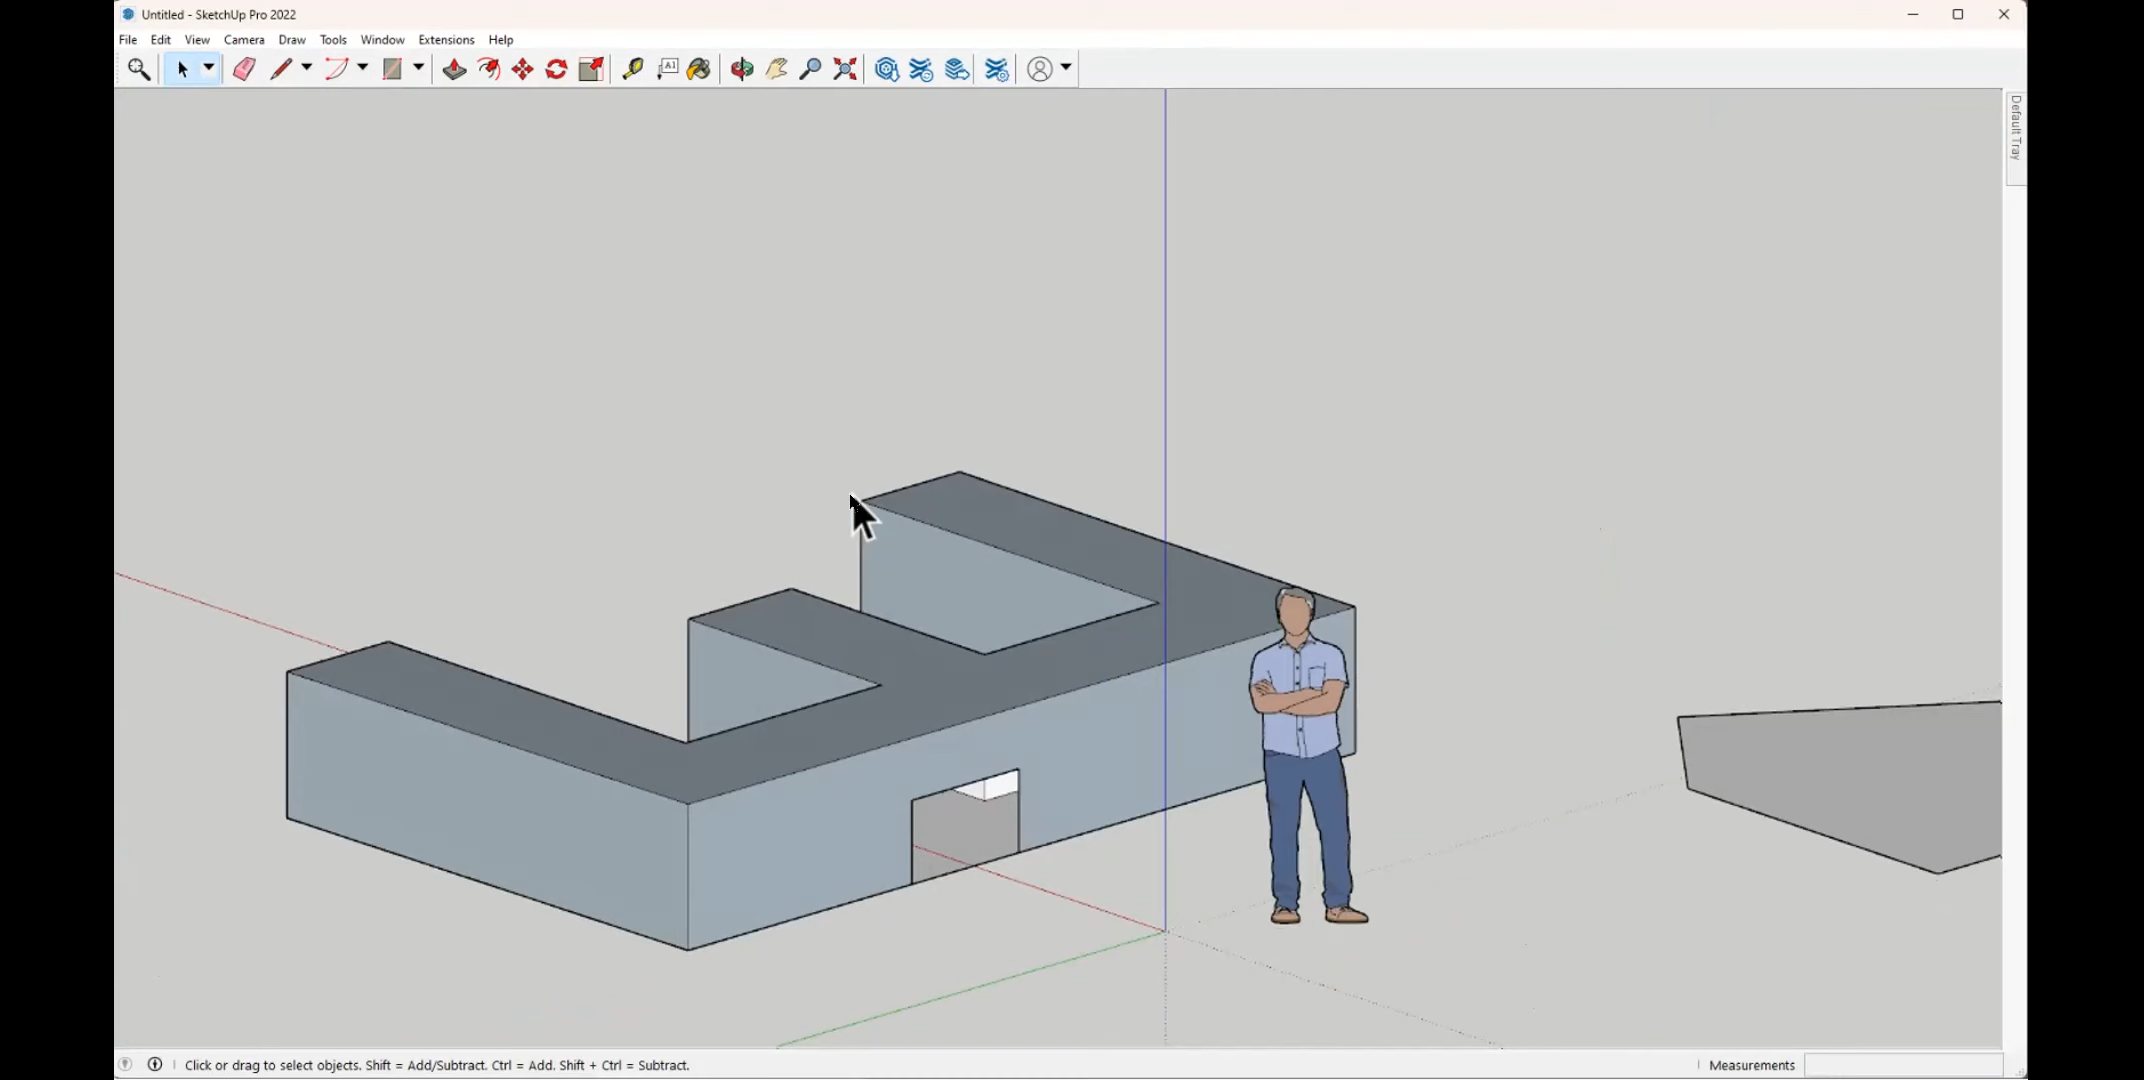 Untitled - SketchUp Pro 2022
File Edit View Camera Draw Tools Window Extensions Help
A1
Default Tray
Click or drag to select objects. Shift = Add/Subtract. Ctrl = Add. Shift + Ctrl = Subtract.
Measurements